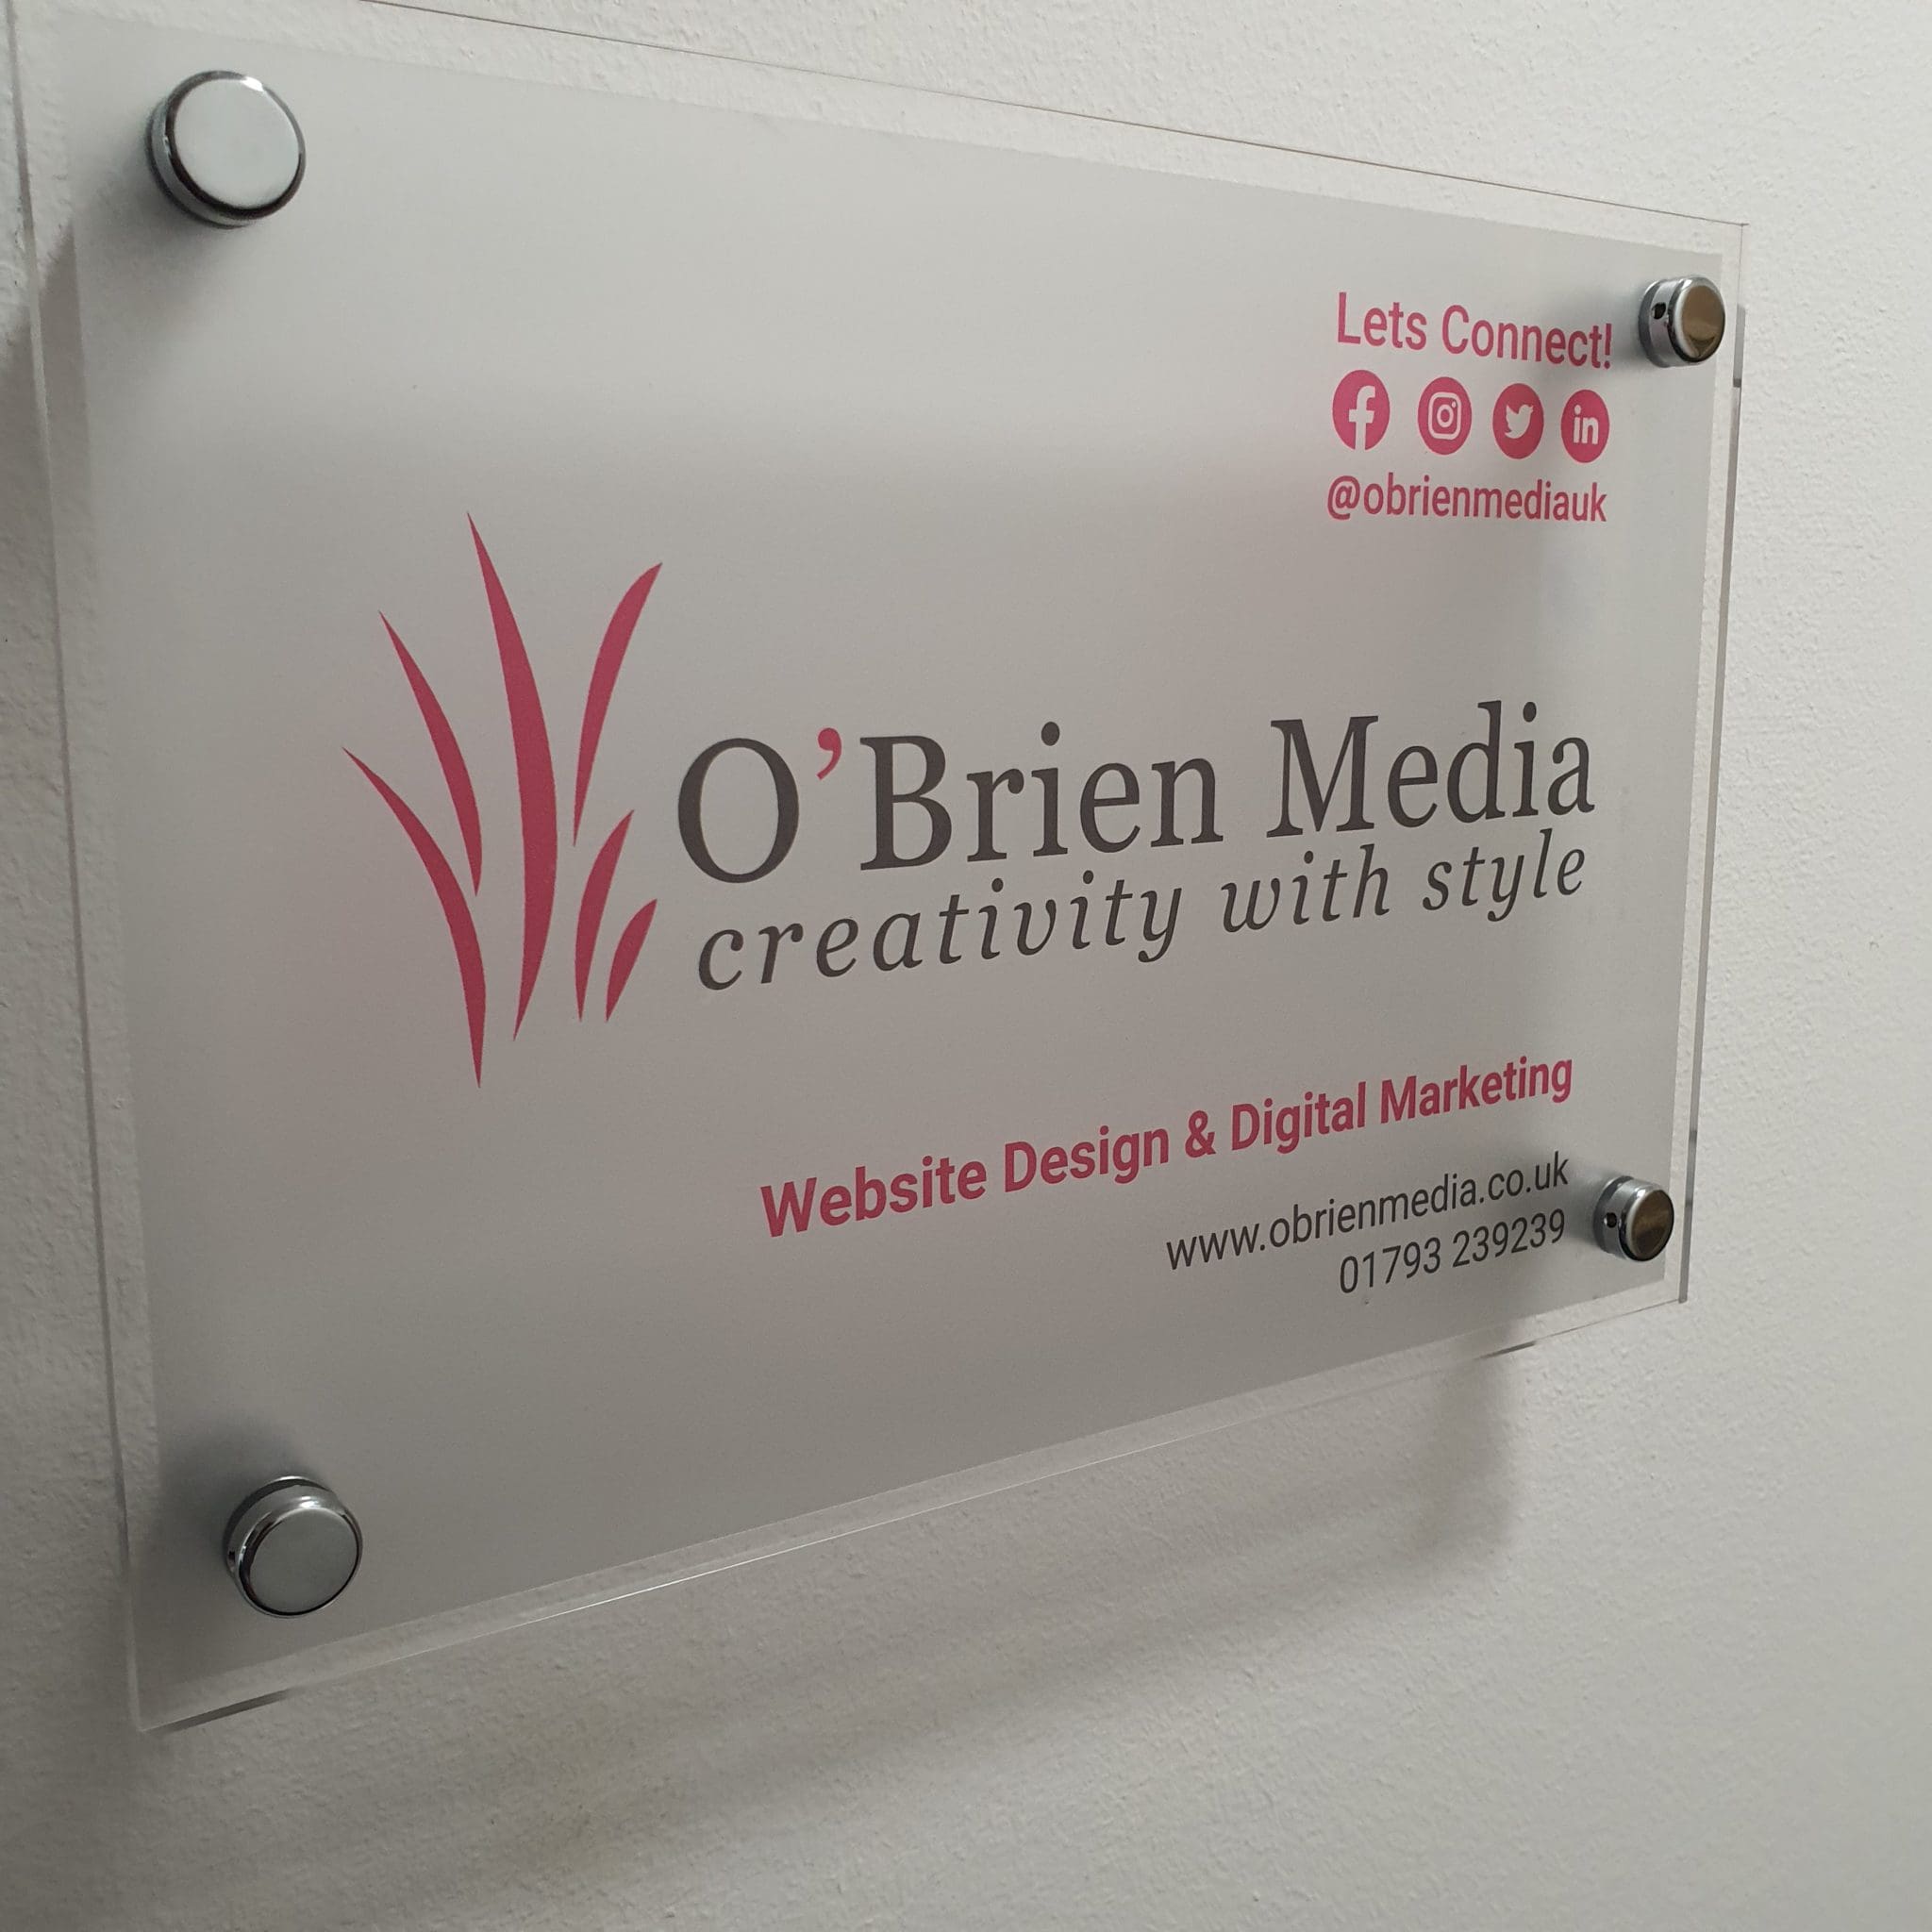 Lets Connect!
@obrienmediauk
O’Brien Media
creativity with style
Website Design & Digital Marketing
www.obrienmedia.co.uk
01793 239239